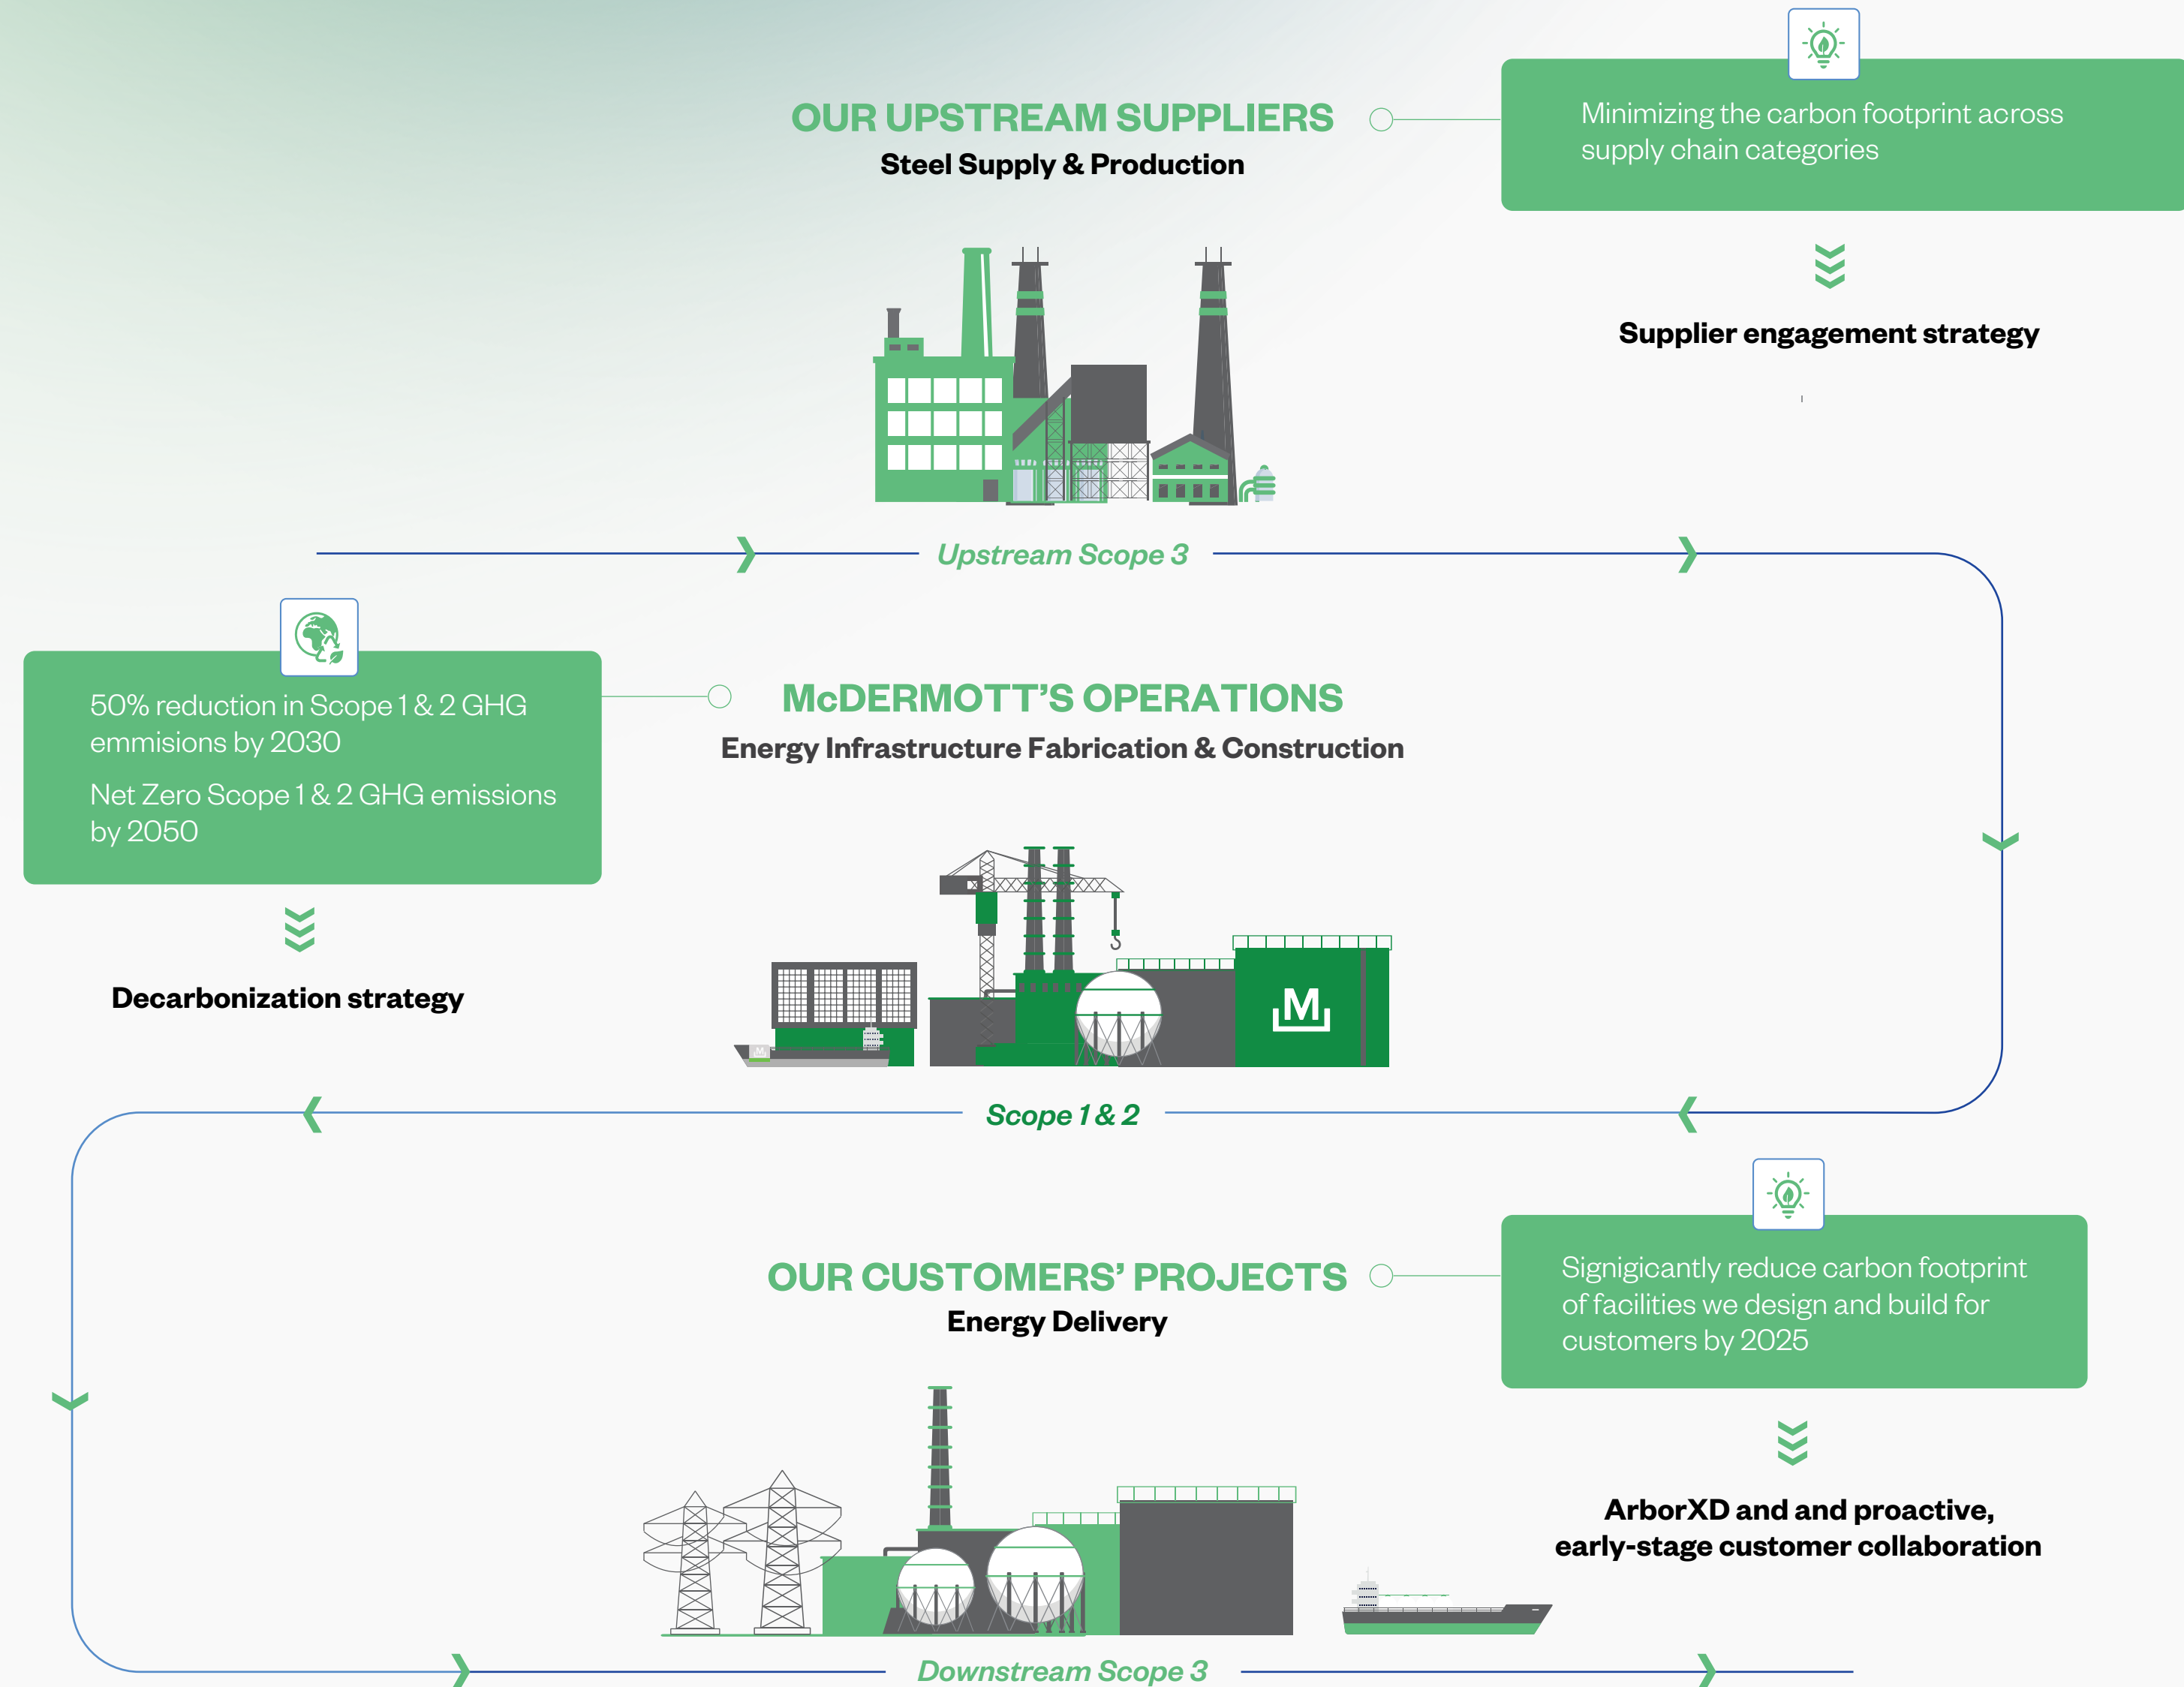 OUR UPSTREAM SUPPLIERS
Steel Supply & Production
Minimizing the carbon footprint across
supply chain categories
Supplier engagement strategy
Upstream Scope 3
50% reduction in Scope 1 & 2 GHG
emmisions by 2030
Net Zero Scope 1 & 2 GHG emissions
by 2050
Decarbonization strategy
McDERMOTT’S OPERATIONS
Energy Infrastructure Fabrication & Construction
M
M
Scope 1 & 2
OUR CUSTOMERS’ PROJECTS
Energy Delivery
Signigicantly reduce carbon footprint
of facilities we design and build for
customers by 2025
ArborXD and and proactive,
early-stage customer collaboration
Downstream Scope 3